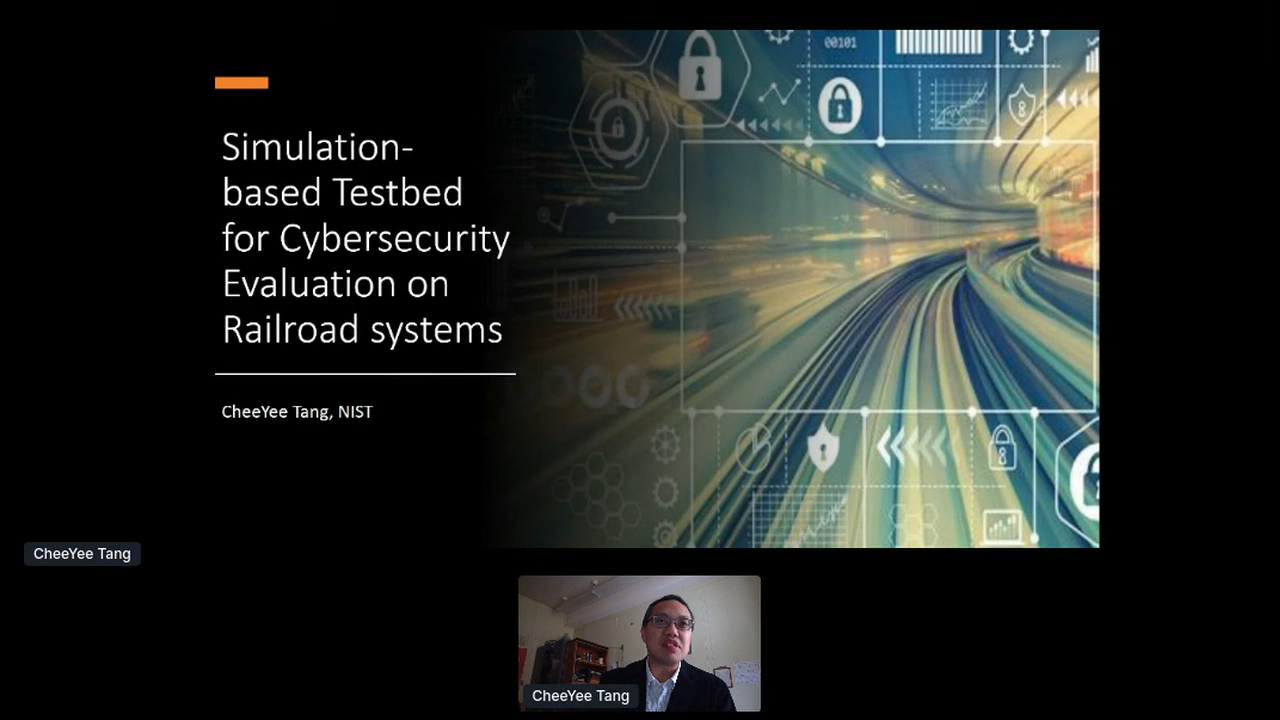 00101
Simulation-
based Testbed
for Cybersecurity
Evaluation on
Railroad systems
CheeYee Tang, NIST
CheeYee Tang
CheeYee Tang